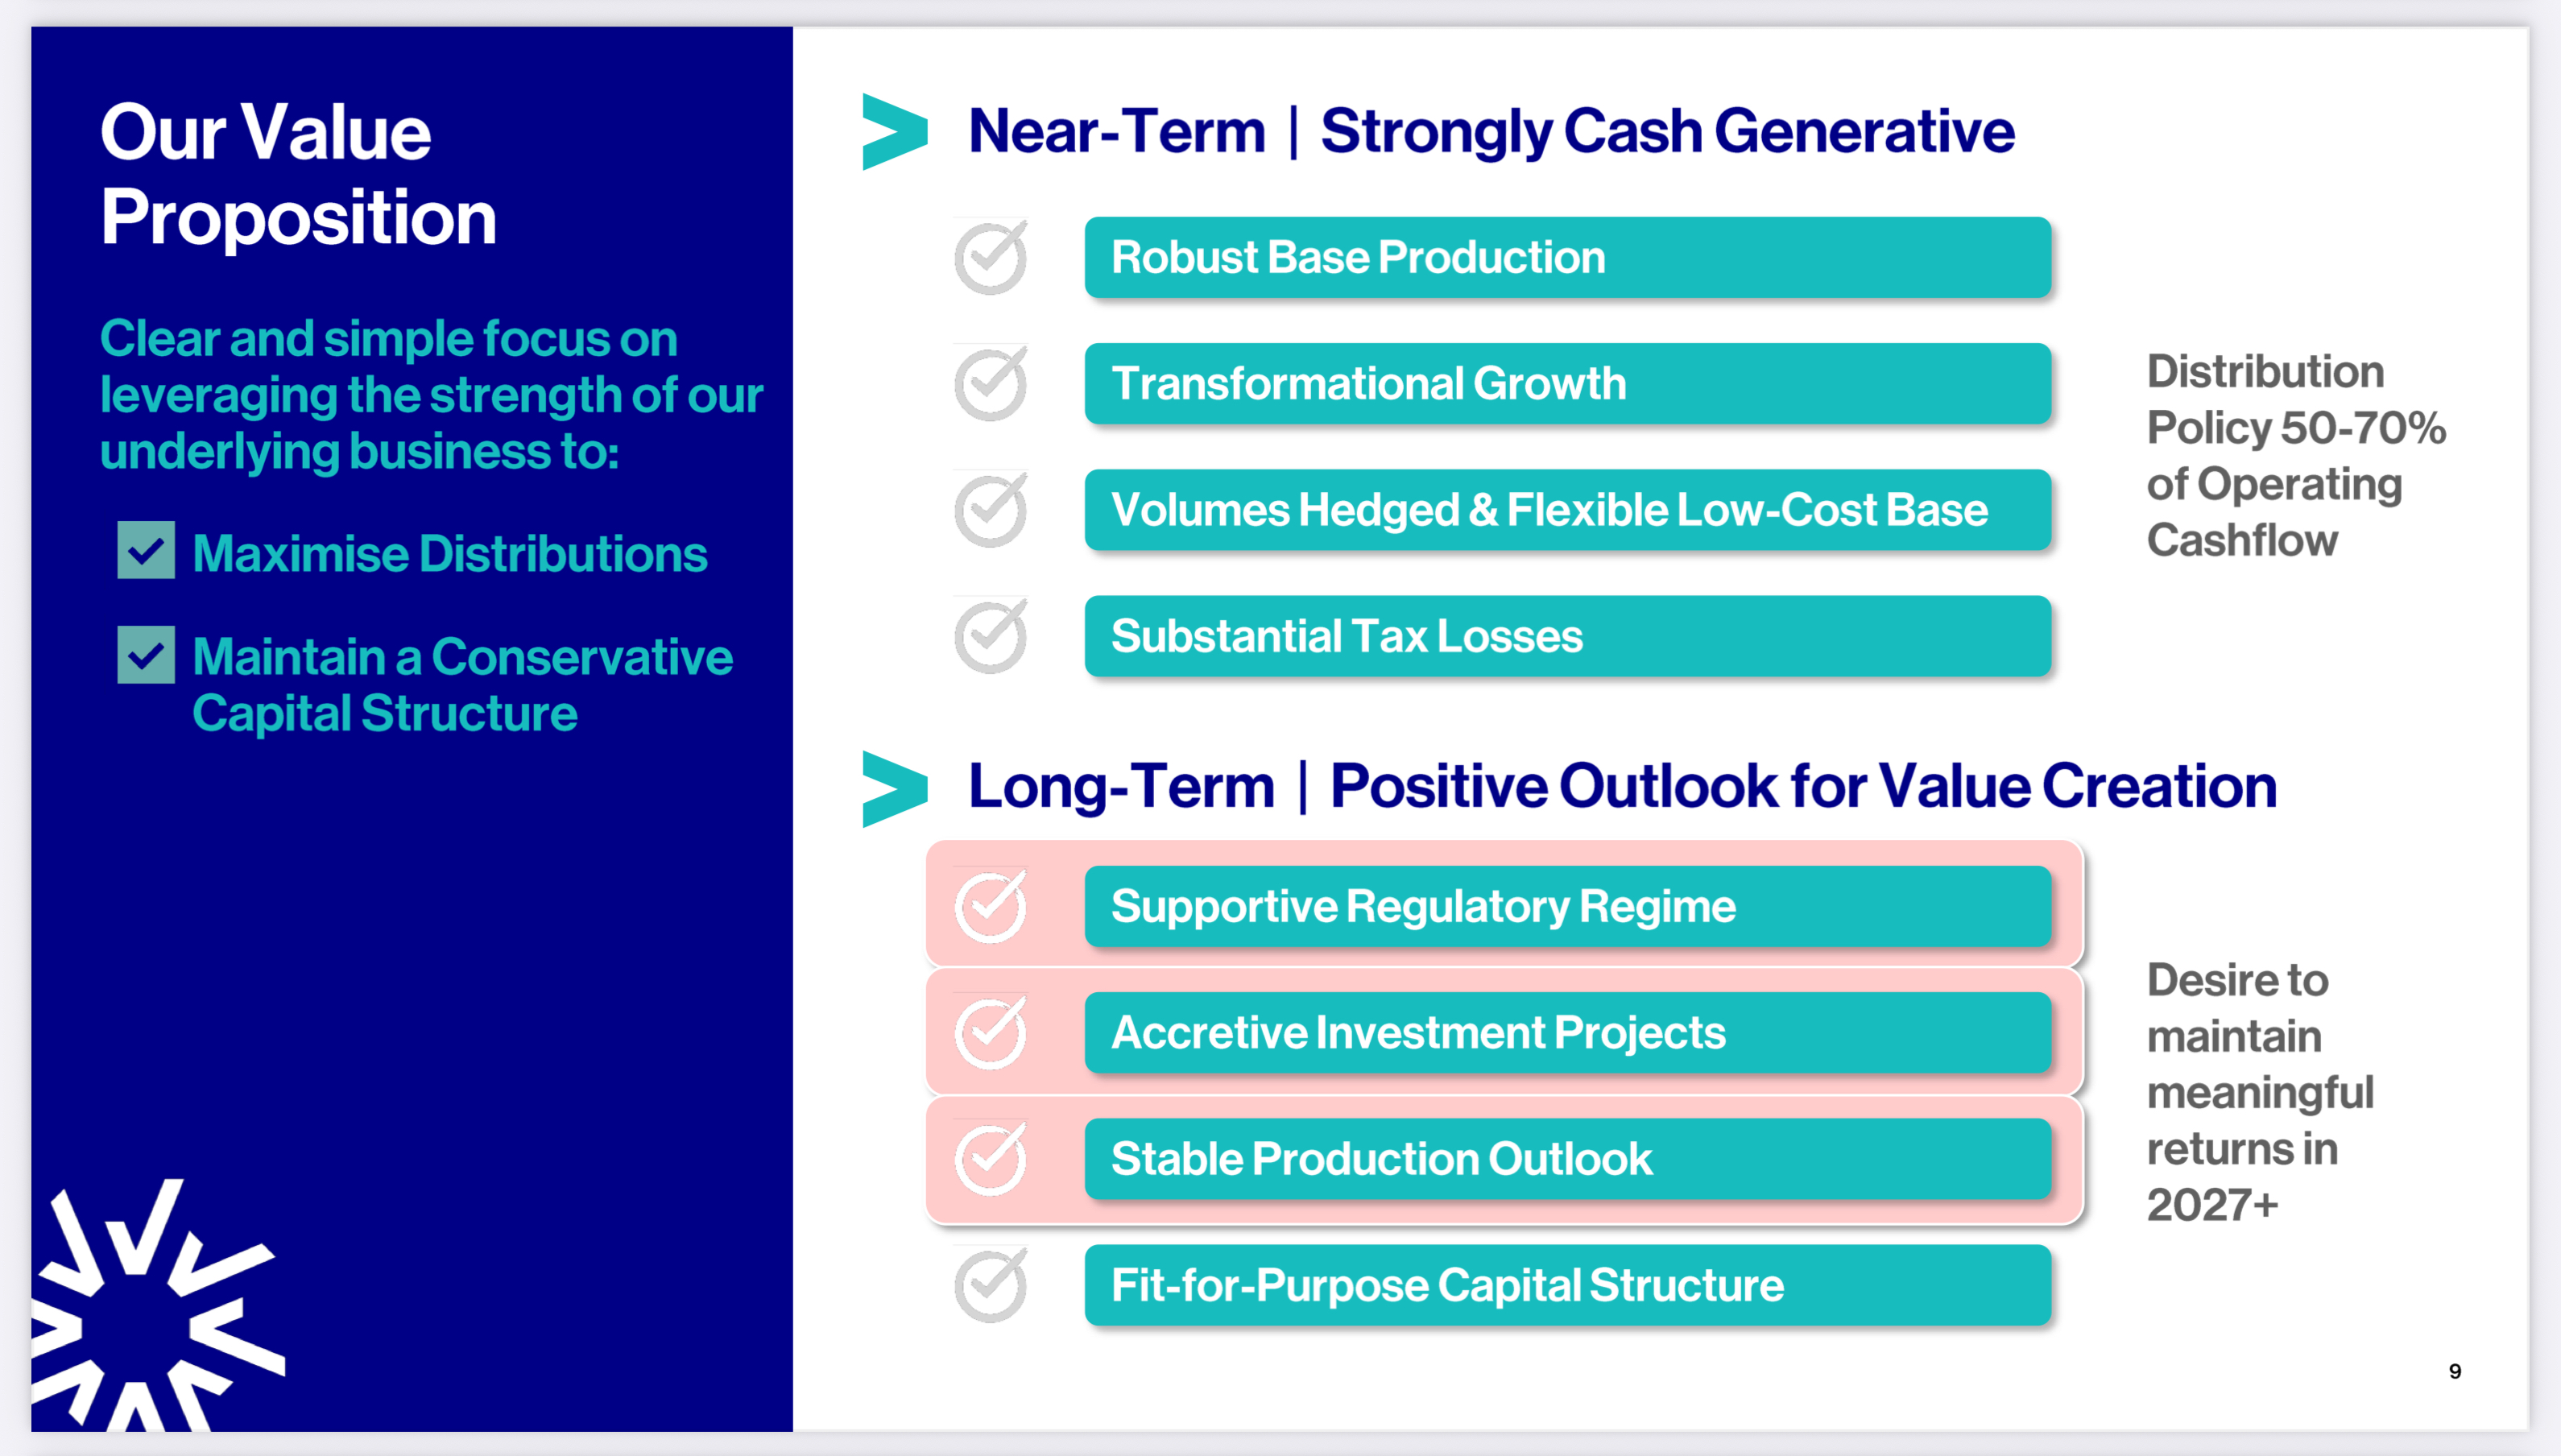 Our Value
Proposition
Clear and simple focus on
leveraging the strength of our
underlying business to:
Maximise Distributions
Maintain a Conservative
Capital Structure
Near-Term | Strongly Cash Generative
Robust Base Production
Transformational Growth
Volumes Hedged & Flexible Low-Cost Base
Substantial Tax Losses
Distribution
Policy 50-70%
of Operating
Cashflow
Long-Term | Positive Outlook for Value Creation
Supportive Regulatory Regime
Accretive Investment Projects
Stable Production Outlook
Fit-for-Purpose Capital Structure
Desire to
maintain
meaningful
returns in
2027+
9